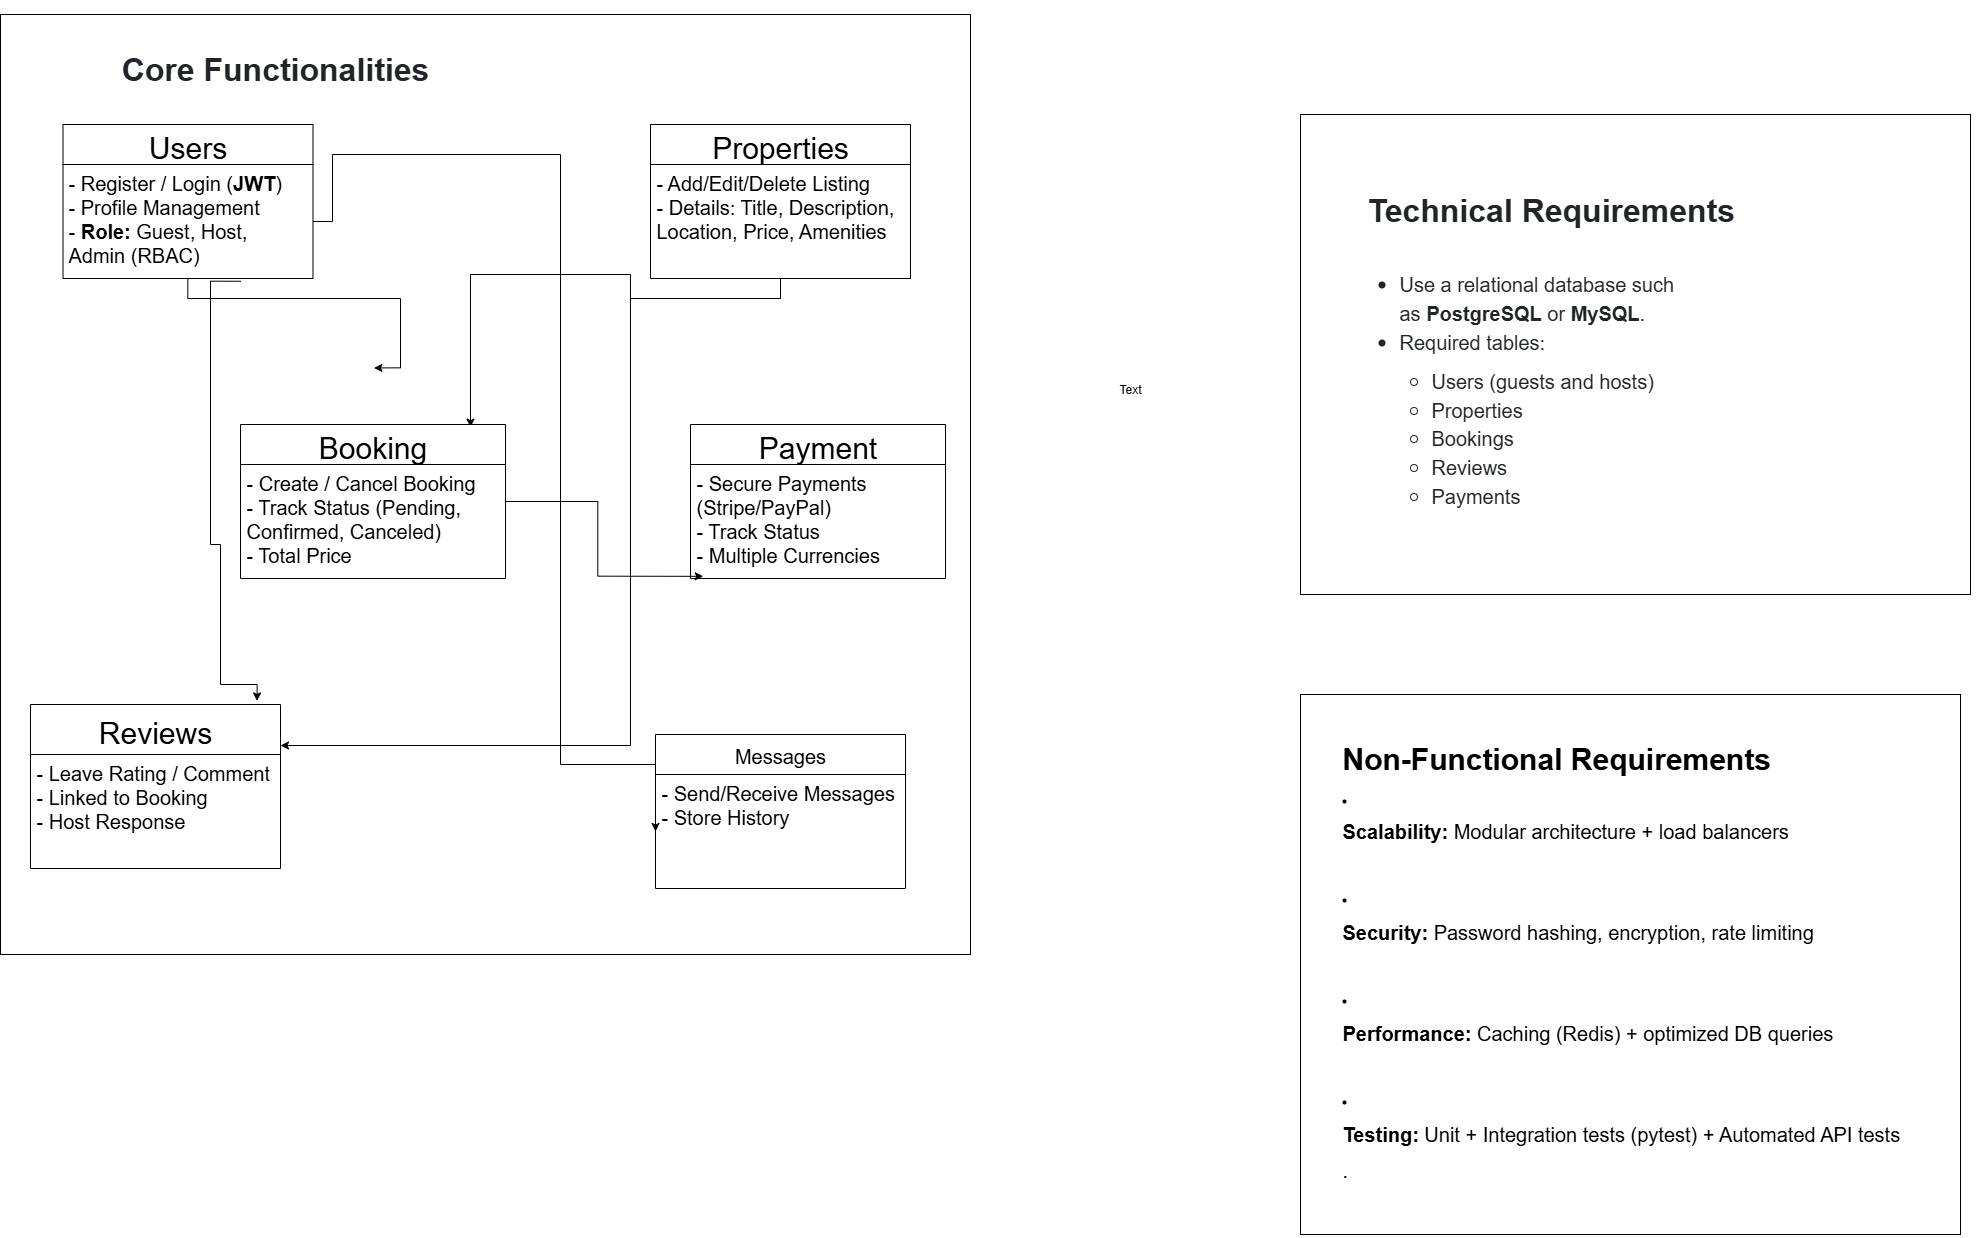 Core Functionalities
Users
- Register / Login (JWT)
- Profile Management
- Role: Guest, Host,
Admin (RBAC)
Properties
- Add/Edit/Delete Listing
- Details: Title, Description,
Location, Price, Amenities
Booking
- Create / Cancel Booking
- Track Status (Pending,
Confirmed, Canceled)
- Total Price
Payment
- Secure Payments
(Stripe/PayPal)
- Track Status
- Multiple Currencies
Reviews
- Leave Rating / Comment
- Linked to Booking
- Host Response
Messages
- Send/Receive Messages
- Store History
Text
Technical Requirements
• Use a relational database such
as PostgreSQL or MySQL.
• Required tables:
○ Users (guests and hosts)
○ Properties
○ Bookings
○ Reviews
○ Payments
Non-Functional Requirements
•
Scalability: Modular architecture + load balancers
•
Security: Password hashing, encryption, rate limiting
•
Performance: Caching (Redis) + optimized DB queries
•
Testing: Unit + Integration tests (pytest) + Automated API tests
.